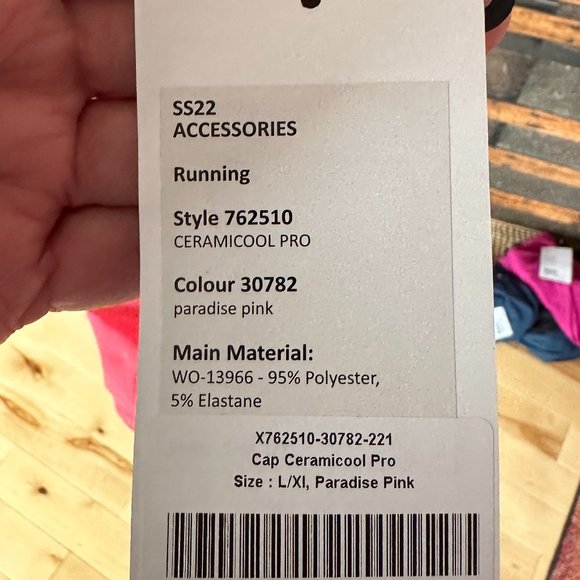 SS22
ACCESSORIES
Running
Style 762510
CERAMICOOL PRO
Colour 30782
paradise pink
Main Material:
WO-13966 - 95% Polyester,
5% Elastane
X762510-30782-221
Cap Ceramicool Pro
Size : L/Xl, Paradise Pink